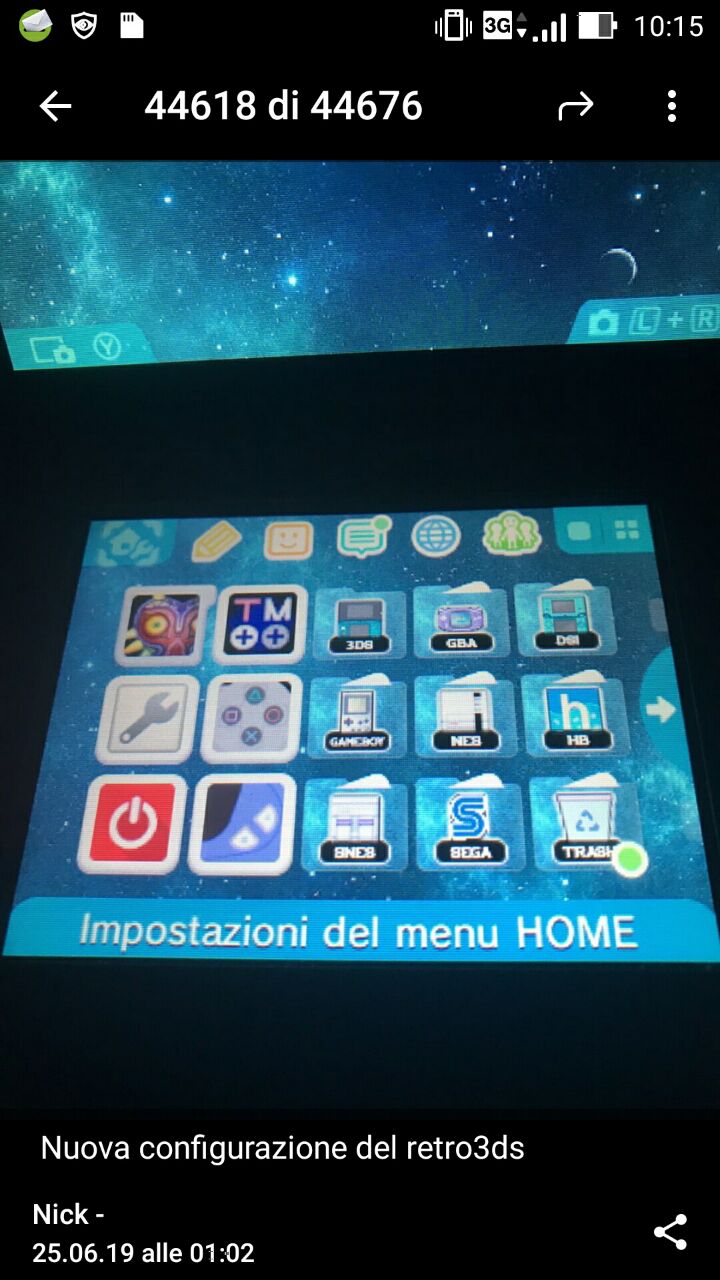 3G 10:15
44618 di 44676
Y
L + R
TM
3DS GBA DSI
GAMEBOY NES h HB
SNES S SEGA TRASH
Impostazioni del menu HOME
Nuova configurazione del retro3ds
Nick -
25.06.19 alle 01:02